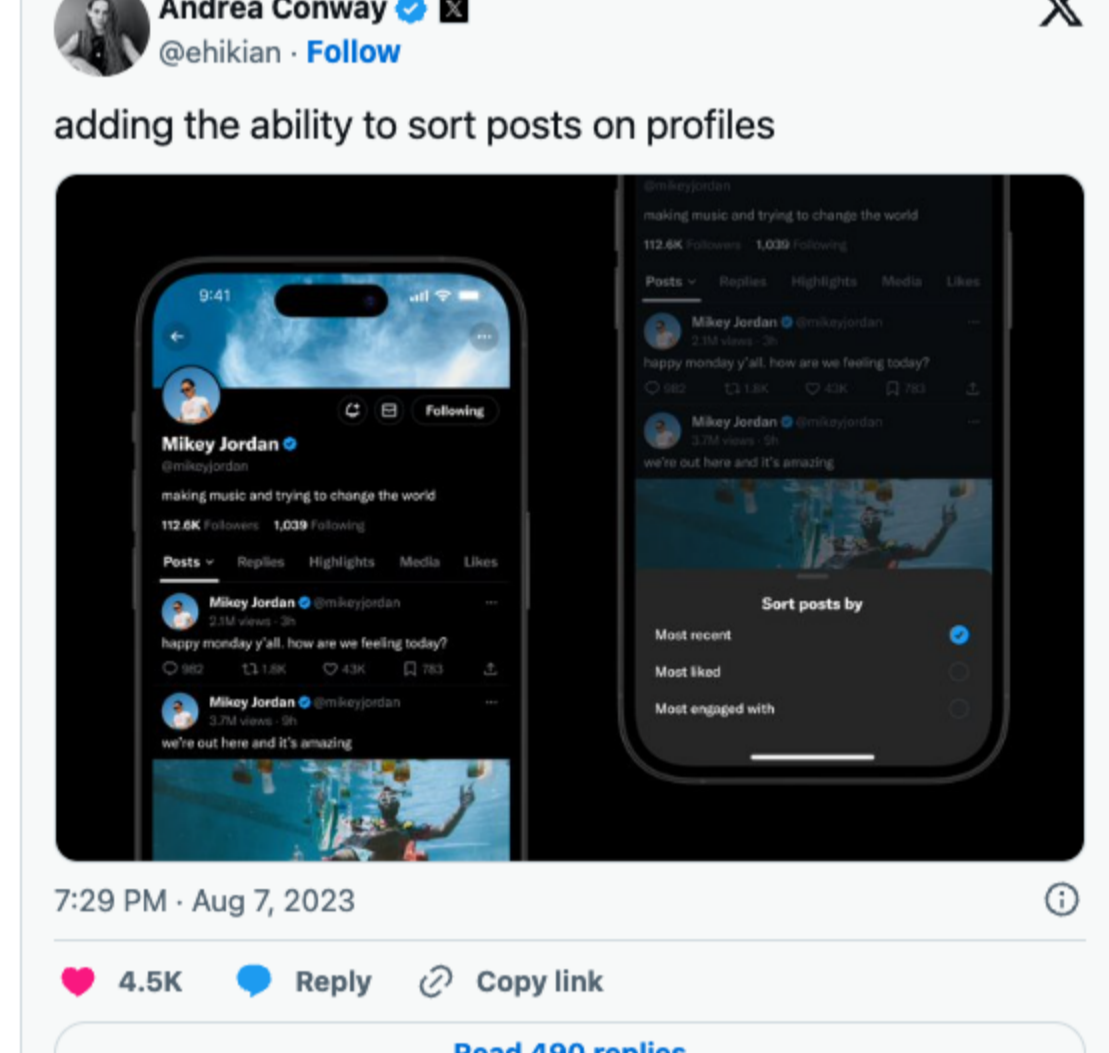 Andrea Conway
@ehikian · Follow
adding the ability to sort posts on profiles
9:41
Following
Mikey Jordan
@mikeyjordan
making music and trying to change the world
112.6K Followers 1,039 Following
Posts Replies Highlights Media Likes
Mikey Jordan @mikeyjordan
2.1M views · 3h
happy monday y'all. how are we feeling today?
982 1.8K 43K 783
Mikey Jordan @mikeyjordan
3.7M views · 9h
we're out here and it's amazing
@mikeyjordan
making music and trying to change the world
112.6K Followers 1,039 Following
Posts Replies Highlights Media Likes
Mikey Jordan @mikeyjordan
2.1M views · 3h
happy monday y'all. how are we feeling today?
982 1.8K 43K 783
Mikey Jordan @mikeyjordan
3.7M views · 9h
we're out here and it's amazing
Sort posts by
Most recent
Most liked
Most engaged with
7:29 PM · Aug 7, 2023
4.5K Reply Copy link
Read 490 replies